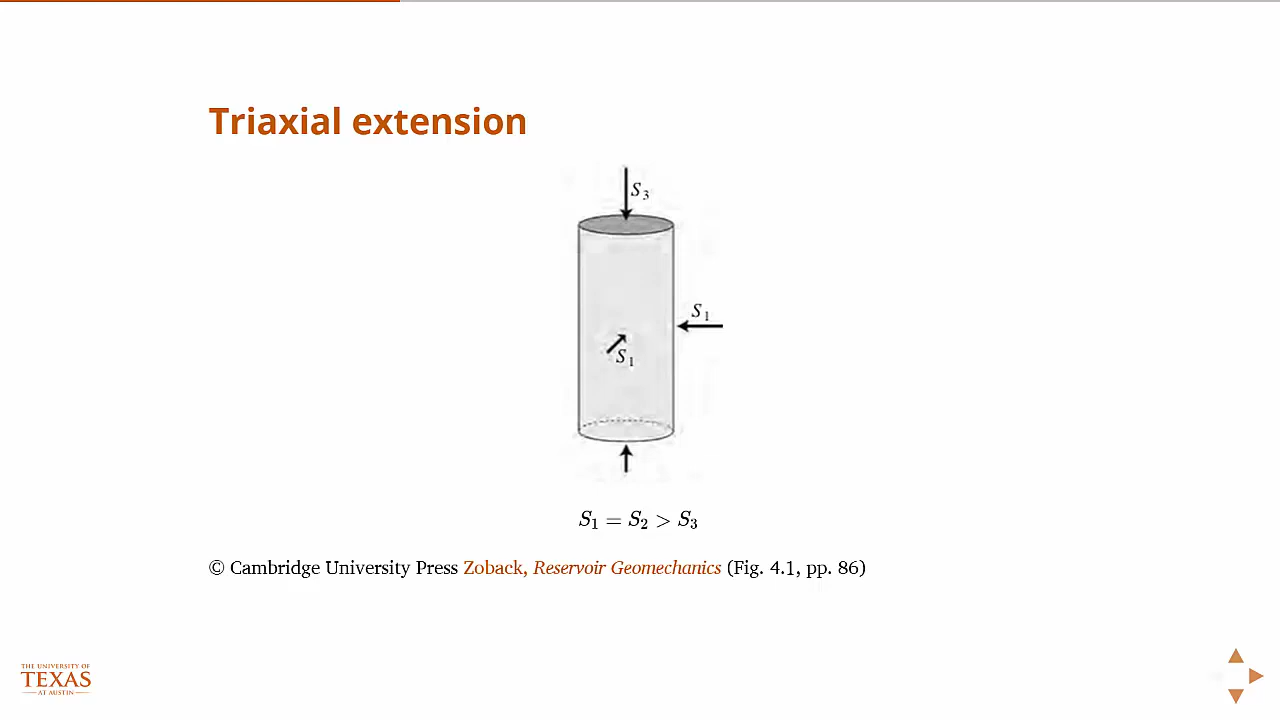 Triaxial extension
S3
S1
S1
S1 = S2 > S3
© Cambridge University Press Zoback, Reservoir Geomechanics (Fig. 4.1, pp. 86)
THE UNIVERSITY OF
TEXAS
AT AUSTIN